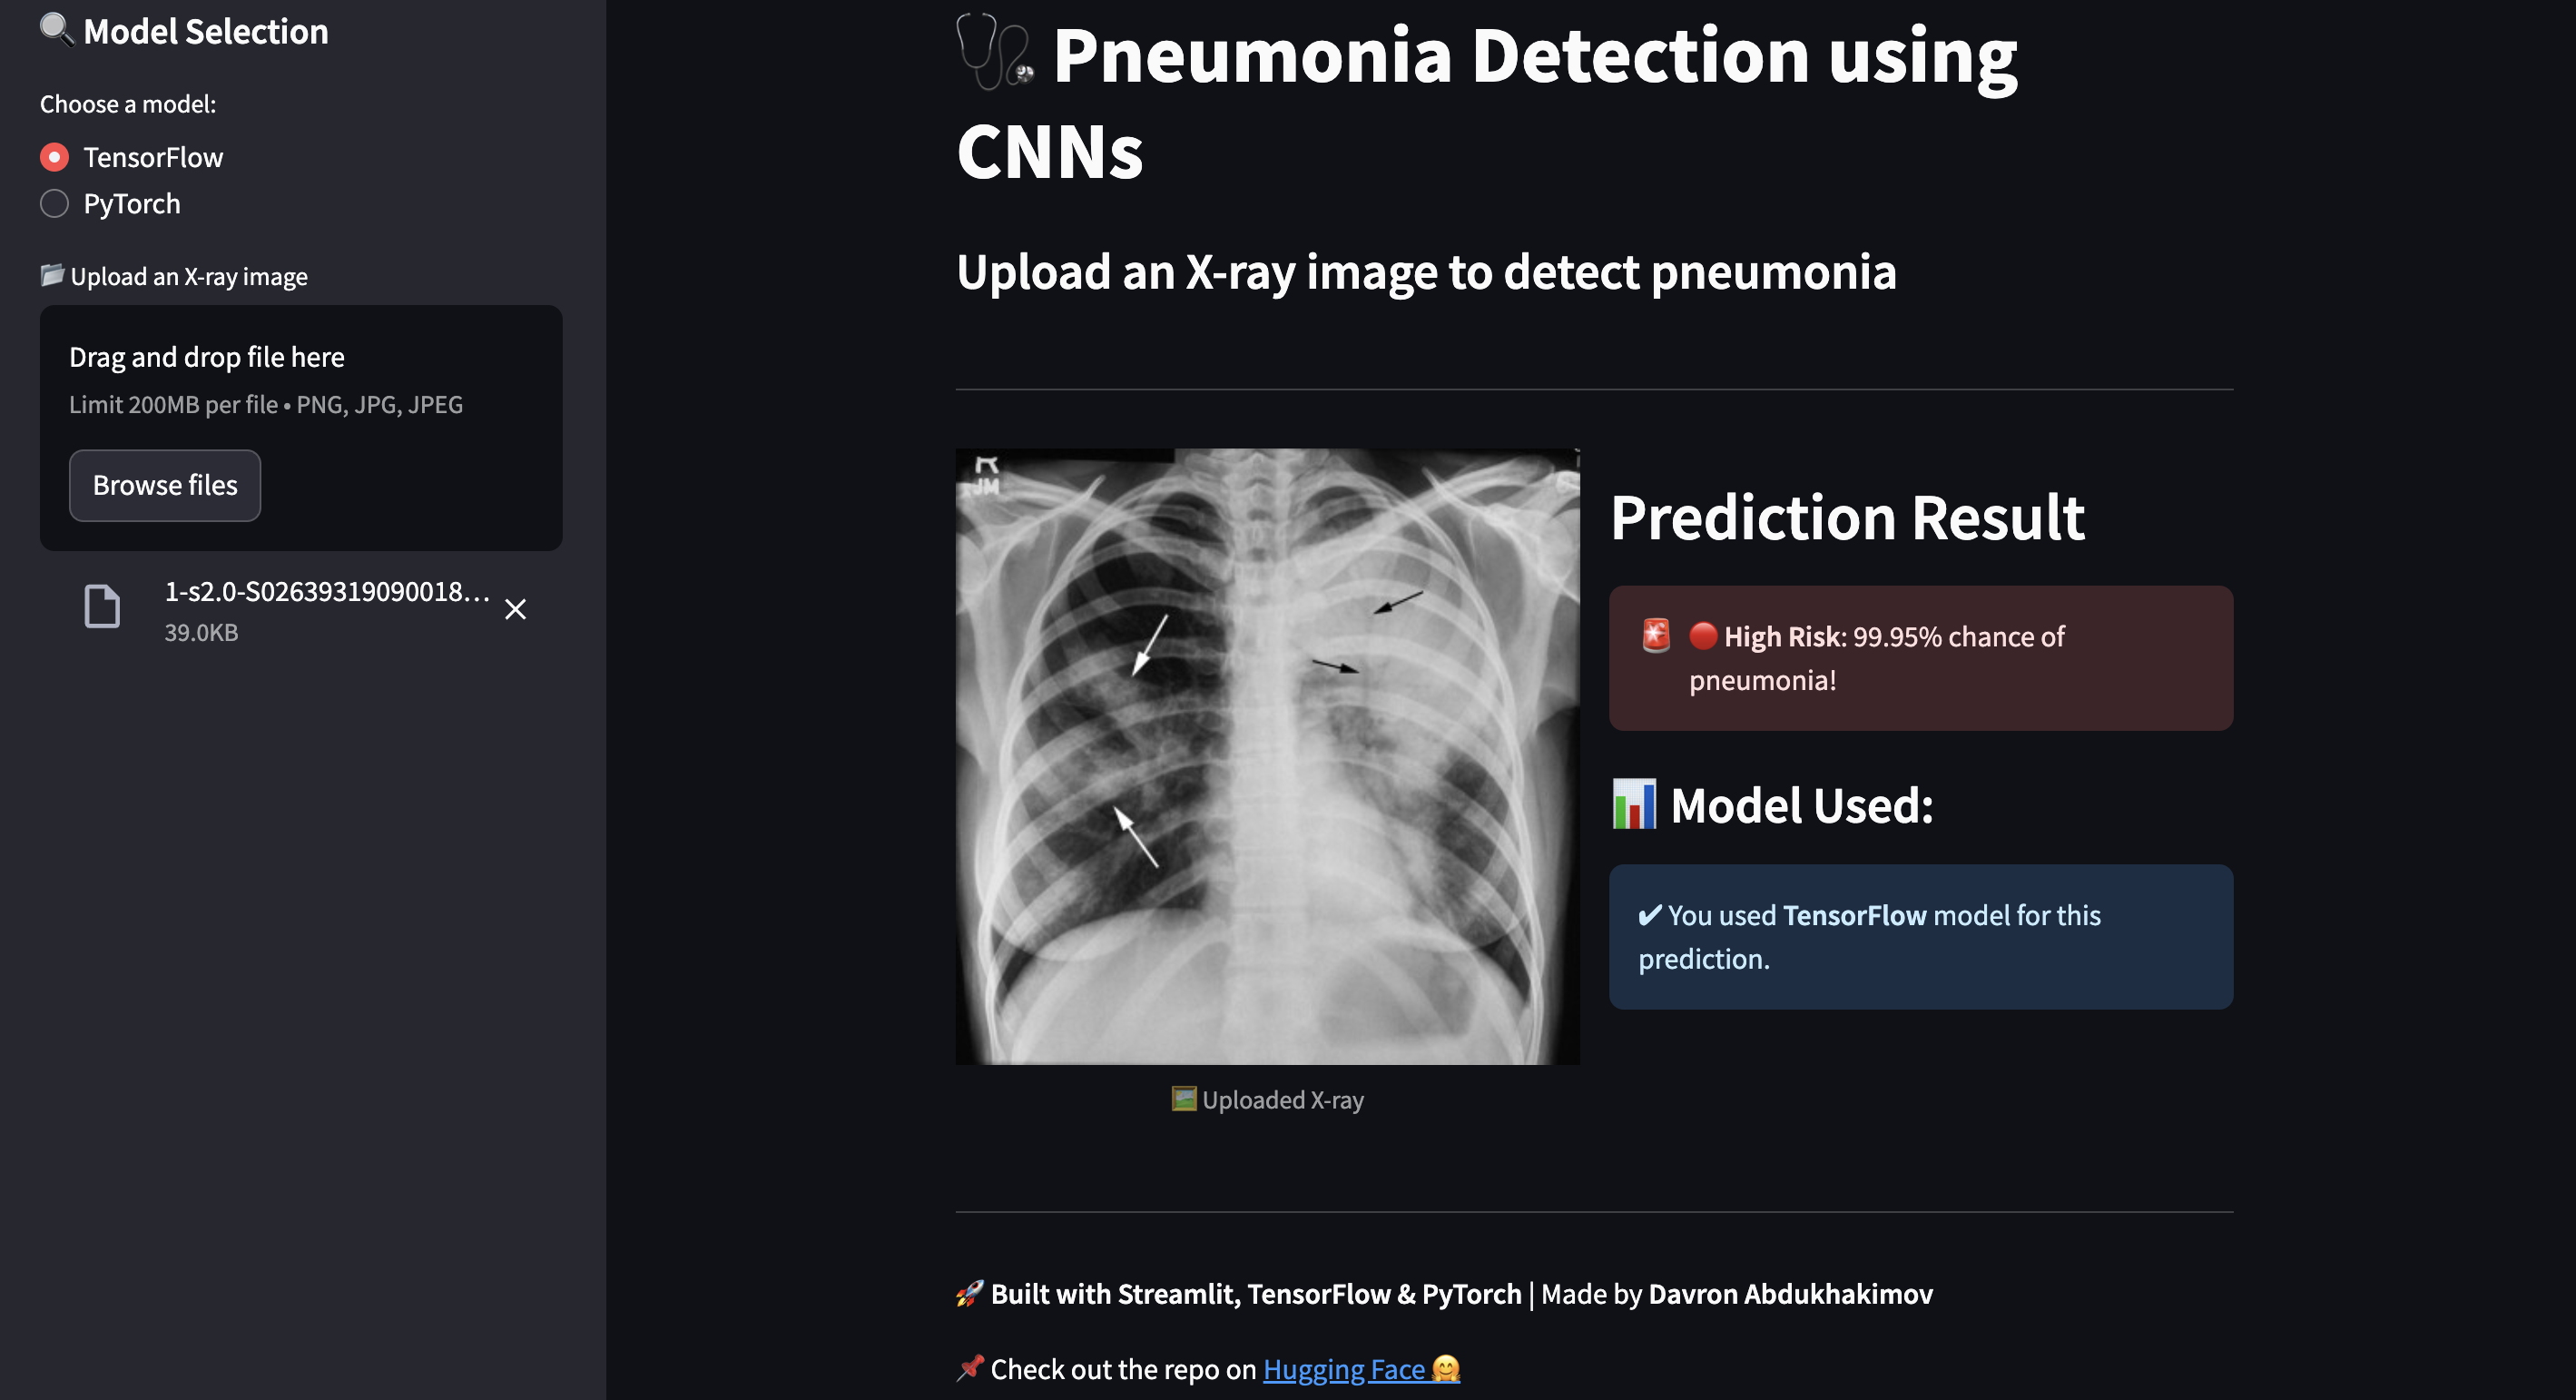 🔍 Model Selection
Choose a model:
TensorFlow
PyTorch
📂 Upload an X-ray image
Drag and drop file here
Limit 200MB per file • PNG, JPG, JPEG
Browse files
1-s2.0-S02639319090018...
39.0KB
🩺 Pneumonia Detection using
CNNs
Upload an X-ray image to detect pneumonia
R
JM
🖼️ Uploaded X-ray
Prediction Result
🚨 🔴 High Risk: 99.95% chance of
pneumonia!
📊 Model Used:
✔ You used TensorFlow model for this
prediction.
🚀 Built with Streamlit, TensorFlow & PyTorch | Made by Davron Abdukhakimov
📌 Check out the repo on Hugging Face 🤗